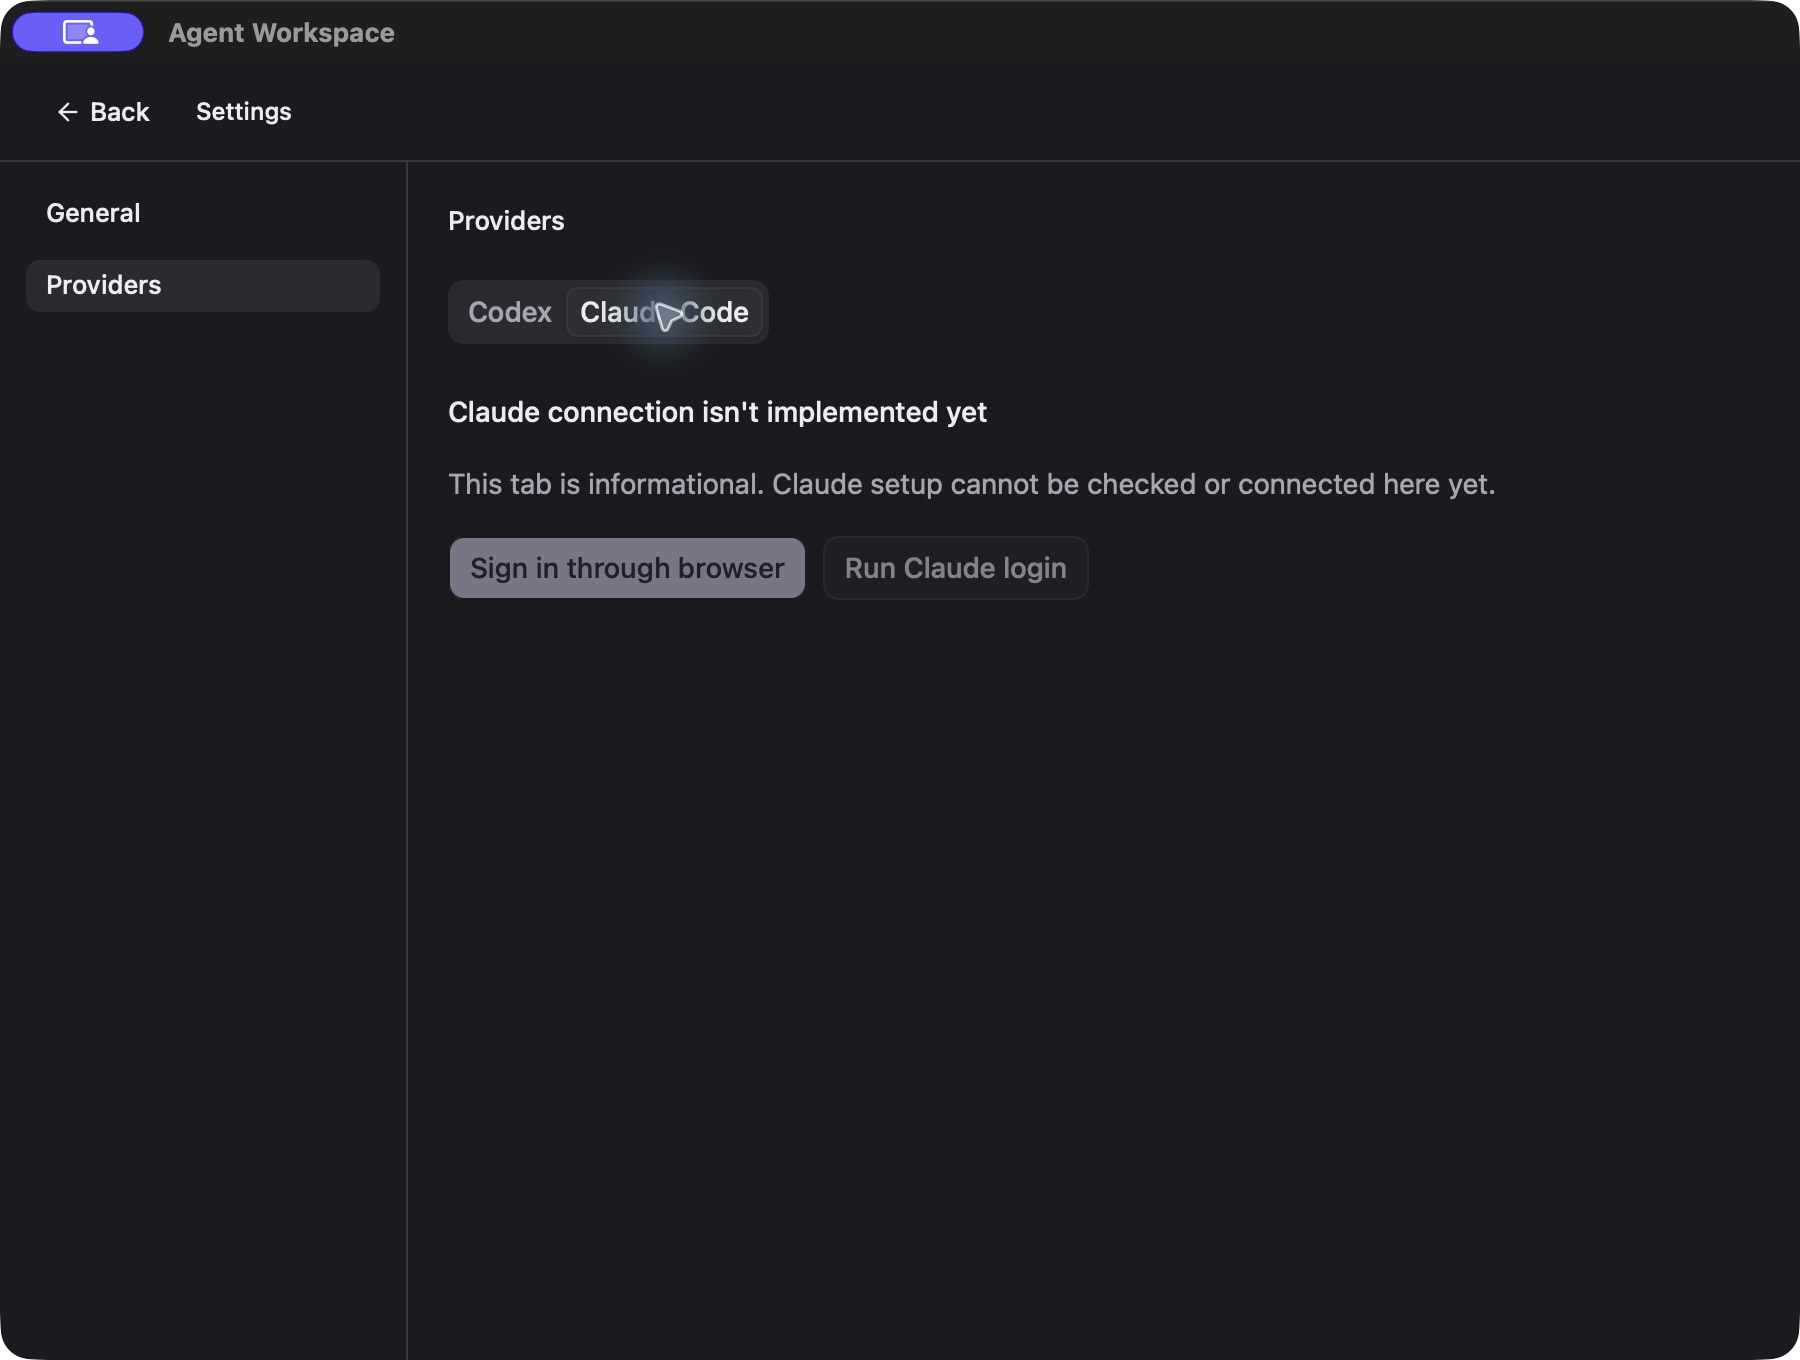 Agent Workspace
← Back
Settings
General
Providers
Providers
Codex
Claude Code
Claude connection isn't implemented yet
This tab is informational. Claude setup cannot be checked or connected here yet.
Sign in through browser
Run Claude login